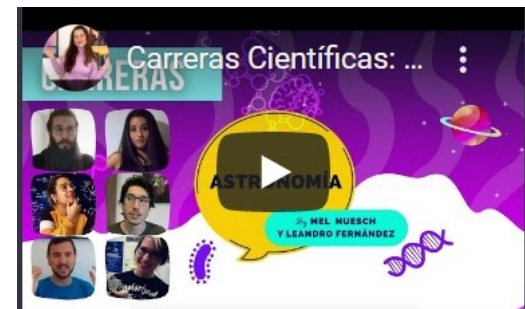 Carreras Científicas: ...
CARRERAS
ASTRONOMÍA
By MEL NUESCH
Y LEANDRO FERNÁNDEZ